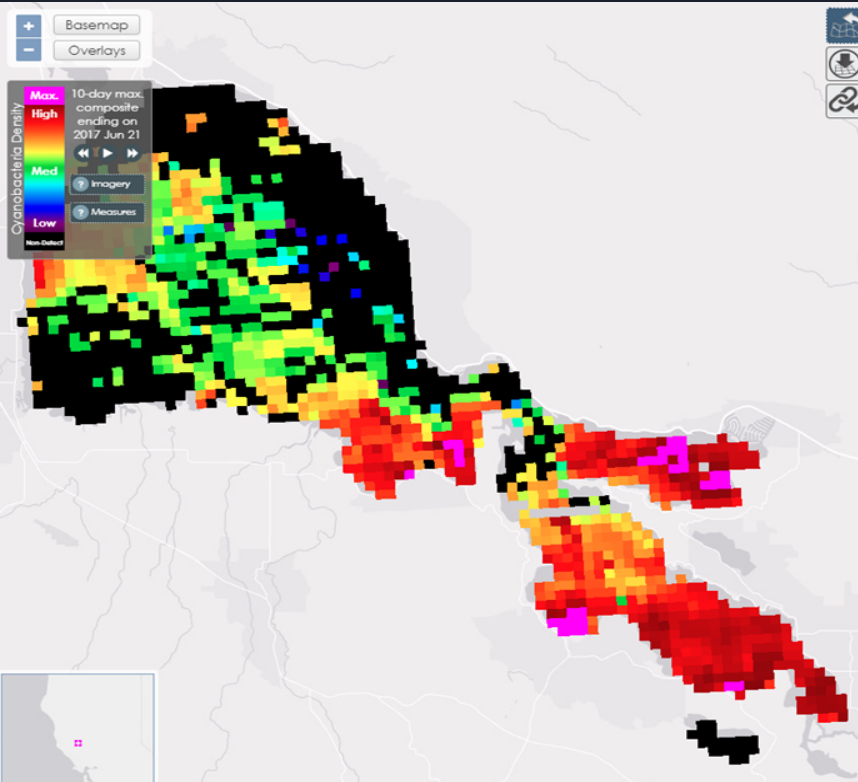 +
Basemap
−
Overlays
Cyanobacteria Density
Max.
High
Med
Low
Non-Detect
10-day max.
composite
ending on
2017 Jun 21
? Imagery
? Measures